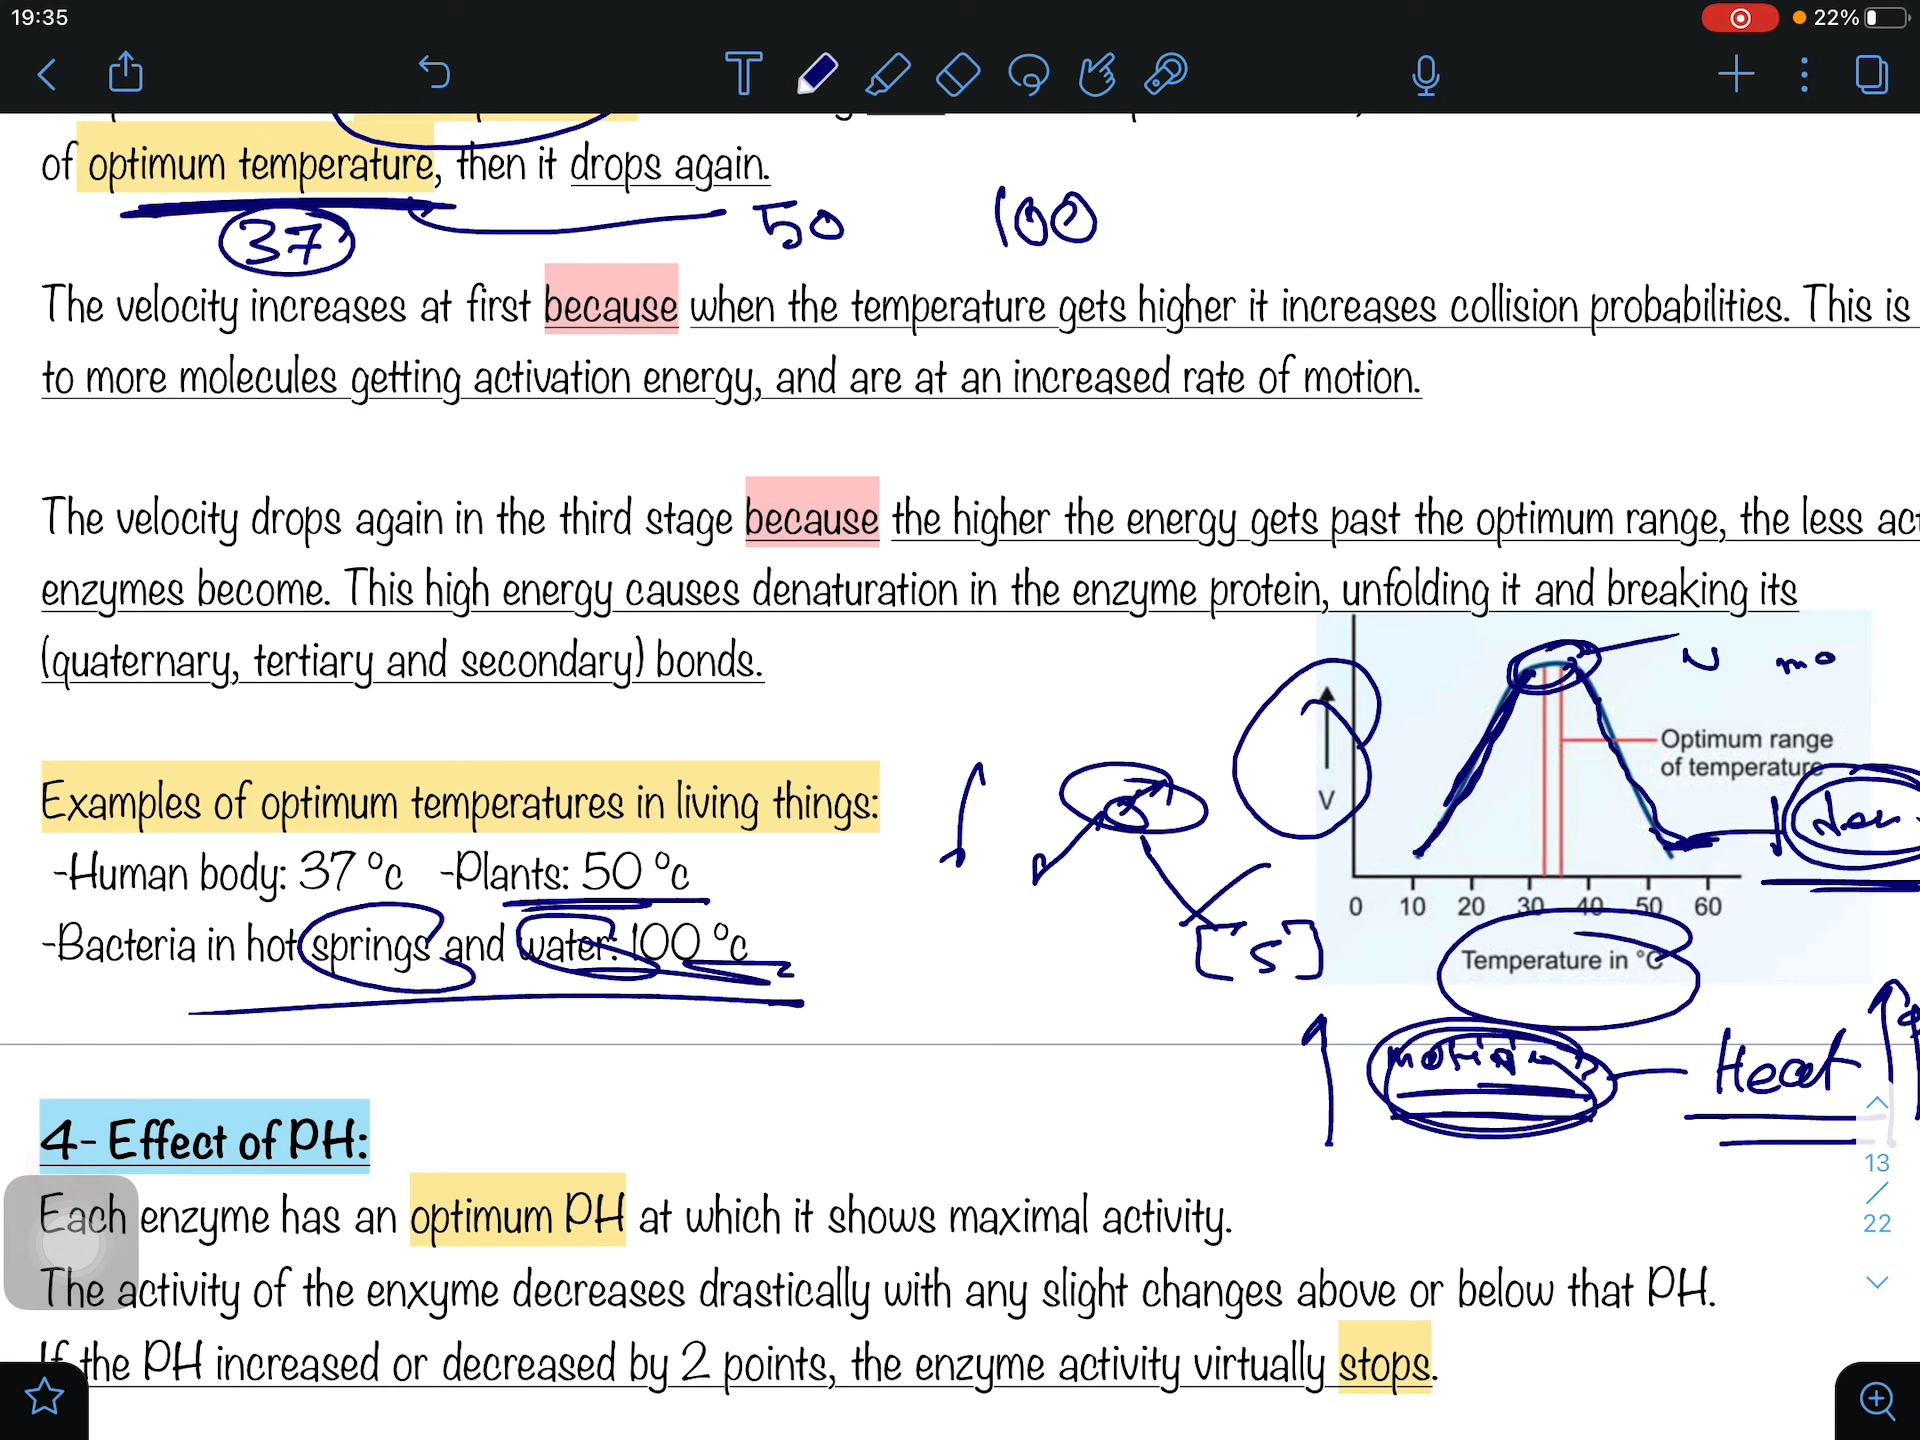 19:35
22%
of optimum temperature, then it drops again.
37 50 100
The velocity increases at first because when the temperature gets higher it increases collision probabilities. This is
to more molecules getting activation energy, and are at an increased rate of motion.
The velocity drops again in the third stage because the higher the energy gets past the optimum range, the less ac
enzymes become. This high energy causes denaturation in the enzyme protein, unfolding it and breaking its
(quaternary, tertiary and secondary) bonds.
Optimum range
of temperature
V
den
0 10 20 30 40 50 60
Temperature in °C
[S]
Examples of optimum temperatures in living things:
-Human body: 37 °c -Plants: 50 °c
-Bacteria in hot springs and water: 100 °c
motion Heat
4- Effect of PH:
Each enzyme has an optimum PH at which it shows maximal activity.
The activity of the enxyme decreases drastically with any slight changes above or below that PH.
If the PH increased or decreased by 2 points, the enzyme activity virtually stops.
13
/
22